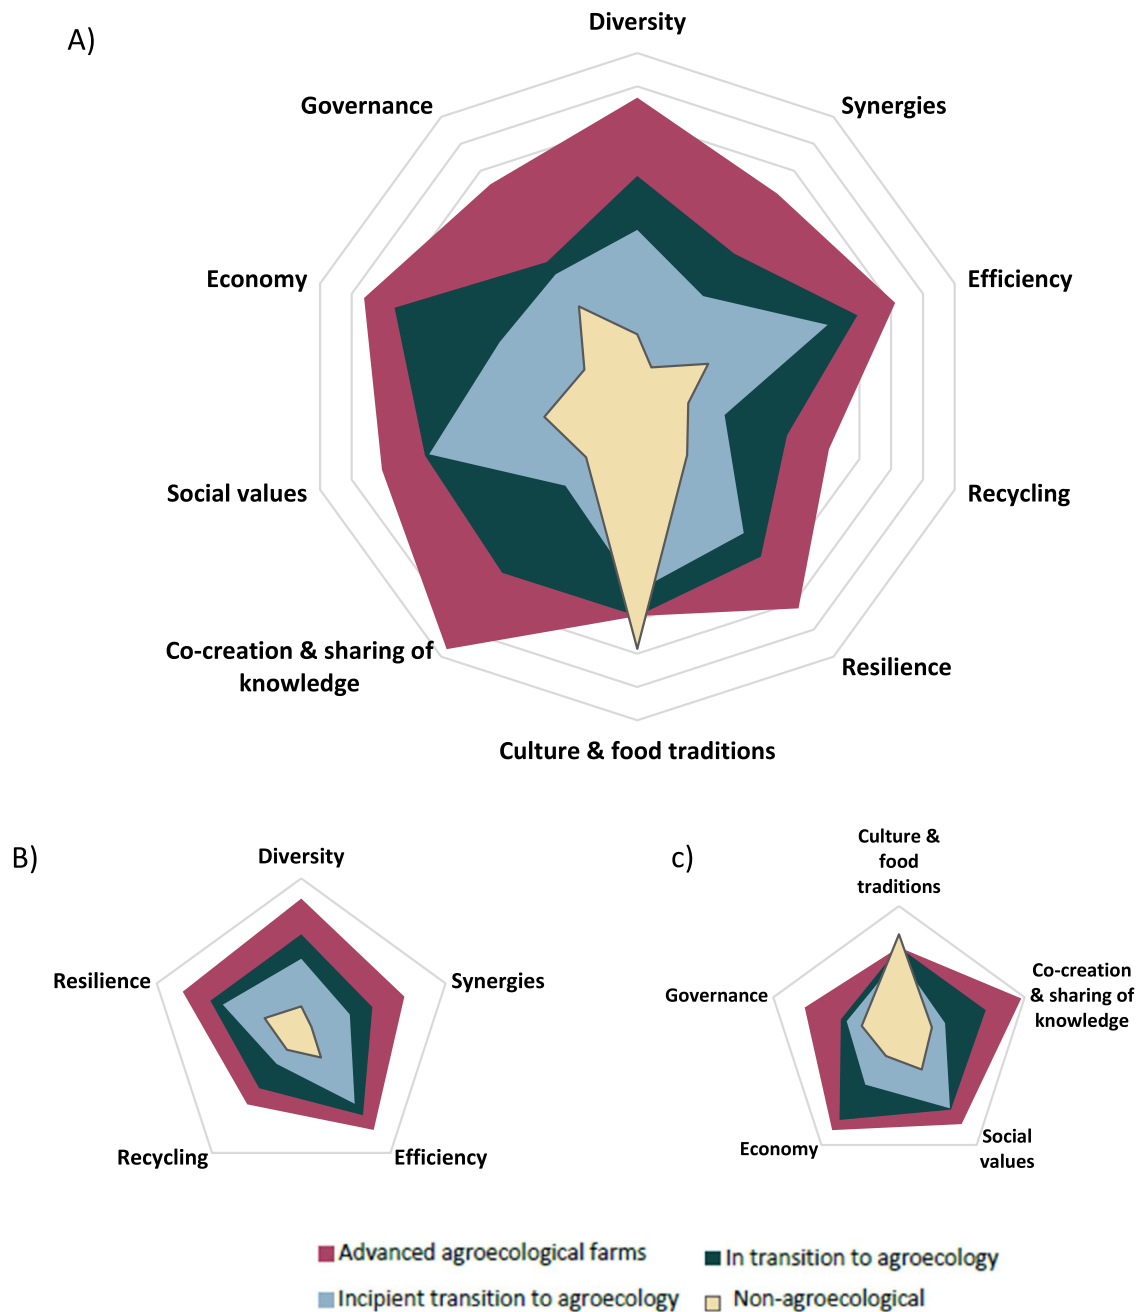 A)
Diversity
Governance
Synergies
Economy
Efficiency
Social values
Recycling
Co-creation & sharing of
knowledge
Resilience
Culture & food traditions
B)
Diversity
Resilience
Synergies
Recycling
Efficiency
c)
Culture &
food
traditions
Governance
Co-creation
& sharing of
knowledge
Economy
Social
values
Advanced agroecological farms
In transition to agroecology
Incipient transition to agroecology
Non-agroecological